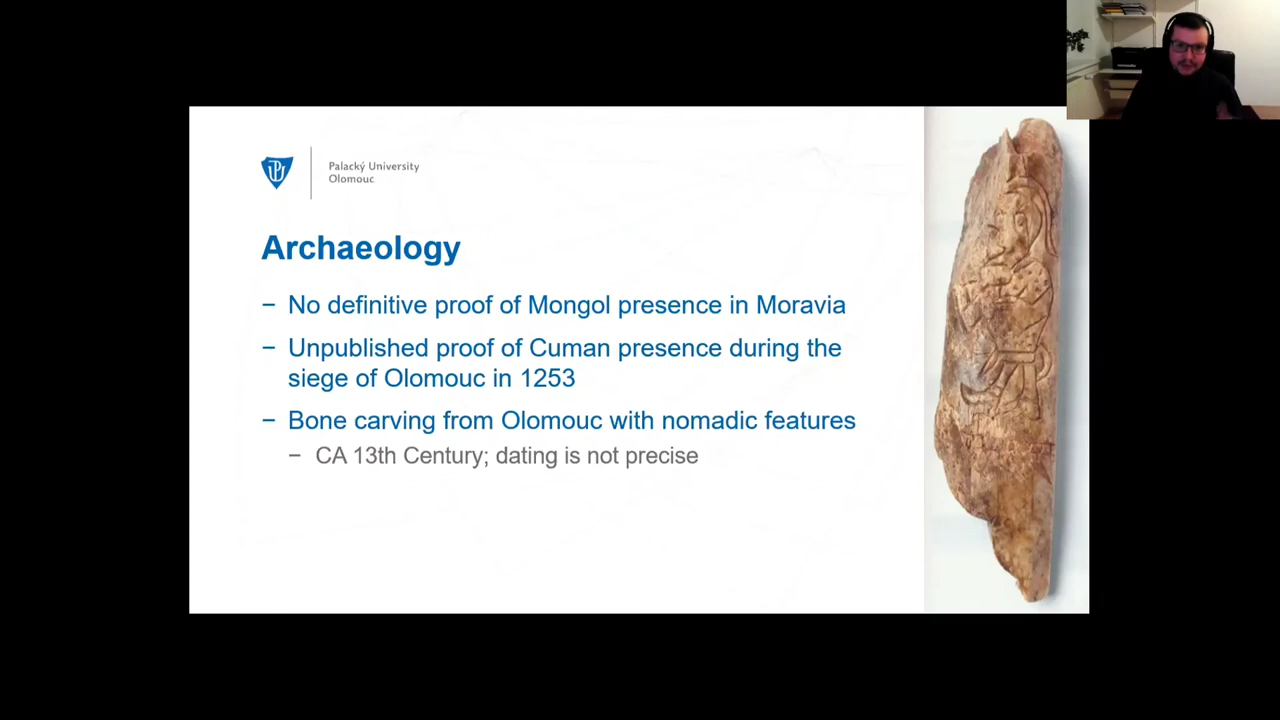 Palacký University
Olomouc
Archaeology
– No definitive proof of Mongol presence in Moravia
– Unpublished proof of Cuman presence during the
siege of Olomouc in 1253
– Bone carving from Olomouc with nomadic features
– CA 13th Century; dating is not precise